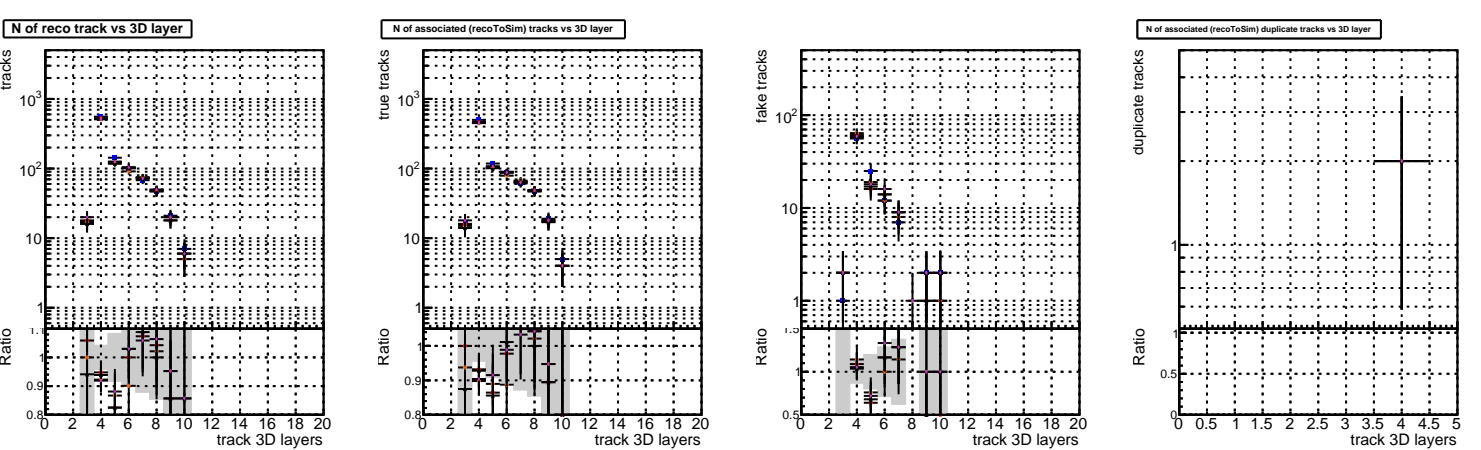 N of reco track vs 3D layer
tracks
10³
10²
10
1
Ratio
1.1
1
0.9
0.8
0 2 4 6 8 10 12 14 16 18 20
track 3D layers
N of associated (recoToSim) tracks vs 3D layer
true tracks
10³
10²
10
1
Ratio
1
0.9
0.8
0 2 4 6 8 10 12 14 16 18 20
track 3D layers
fake tracks
10²
10
1
Ratio
1.5
1
0.5
0 2 4 6 8 10 12 14 16 18 20
track 3D layers
N of associated (recoToSim) duplicate tracks vs 3D layer
duplicate tracks
1
Ratio
1
0.5
0
0 0.5 1 1.5 2 2.5 3 3.5 4 4.5 5
track 3D layers